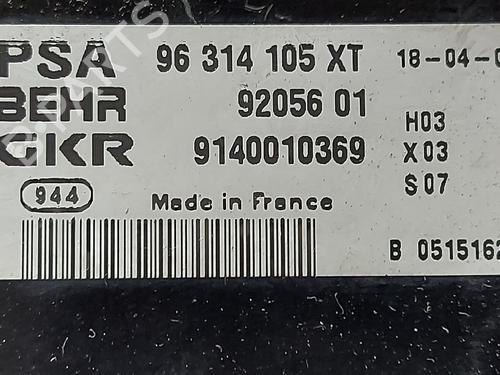 PSA 96 314 105 XT 18-04-0
BEHR 92056 01 H03
GKR 9140010369 X03
S07
944 Made in France
B 0515162